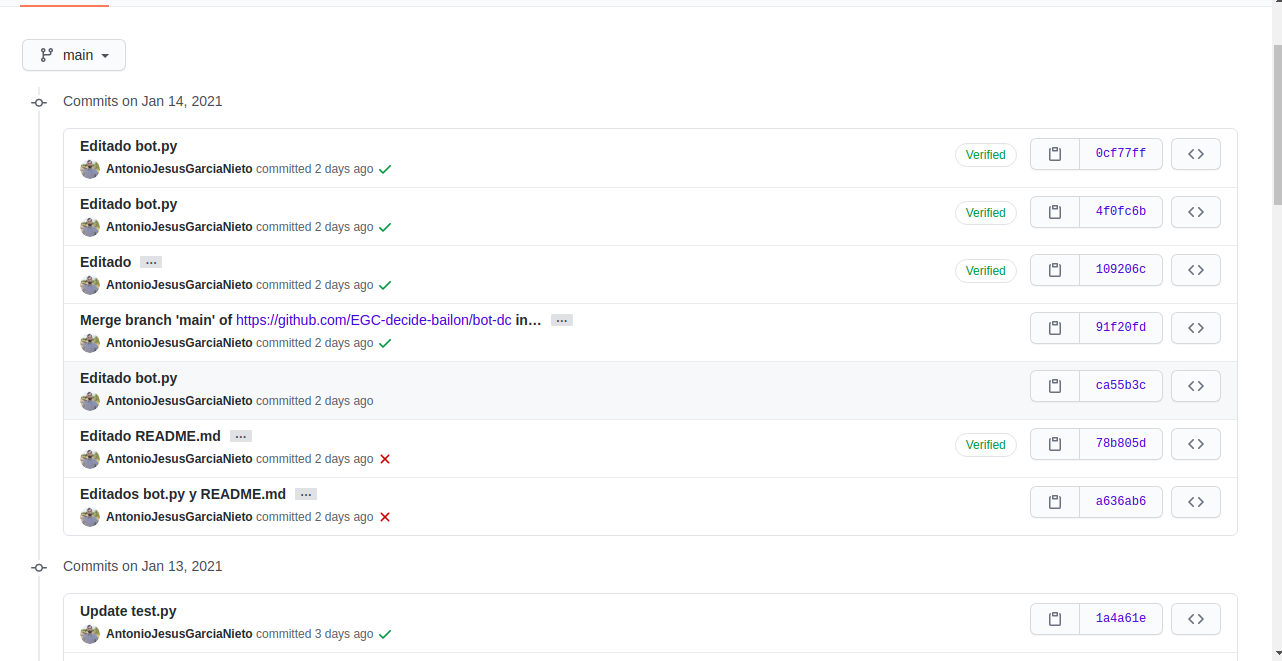 main
Commits on Jan 14, 2021
Editado bot.py
AntonioJesusGarciaNieto committed 2 days ago
Verified
0cf77ff
Editado bot.py
AntonioJesusGarciaNieto committed 2 days ago
Verified
4f0fc6b
Editado …
AntonioJesusGarciaNieto committed 2 days ago
Verified
109206c
Merge branch 'main' of https://github.com/EGC-decide-bailon/bot-dc in… …
AntonioJesusGarciaNieto committed 2 days ago
91f20fd
Editado bot.py
AntonioJesusGarciaNieto committed 2 days ago
ca55b3c
Editado README.md …
AntonioJesusGarciaNieto committed 2 days ago
Verified
78b805d
Editados bot.py y README.md …
AntonioJesusGarciaNieto committed 2 days ago
a636ab6
Commits on Jan 13, 2021
Update test.py
AntonioJesusGarciaNieto committed 3 days ago
1a4a61e